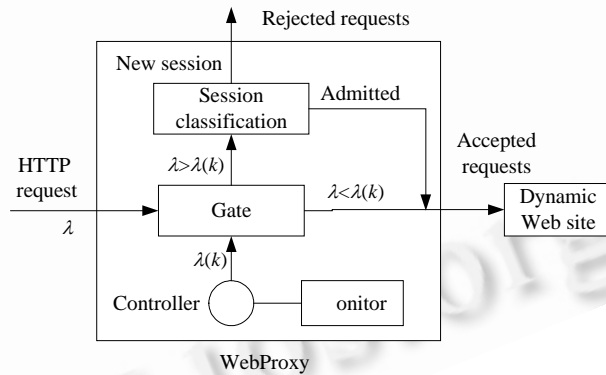 Rejected requests
New session
Session
classification
Admitted
Accepted
requests
HTTP
request
λ
λ>λ(k)
Gate
λ<λ(k)
Dynamic
Web site
λ(k)
Controller
onitor
WebProxy